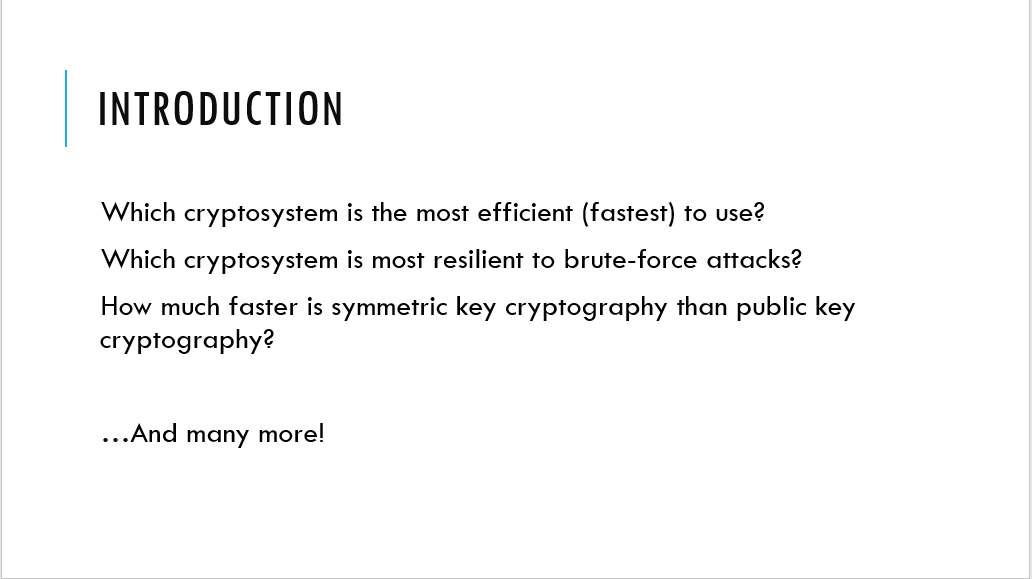 INTRODUCTION
Which cryptosystem is the most efficient (fastest) to use?
Which cryptosystem is most resilient to brute-force attacks?
How much faster is symmetric key cryptography than public key
cryptography?
…And many more!